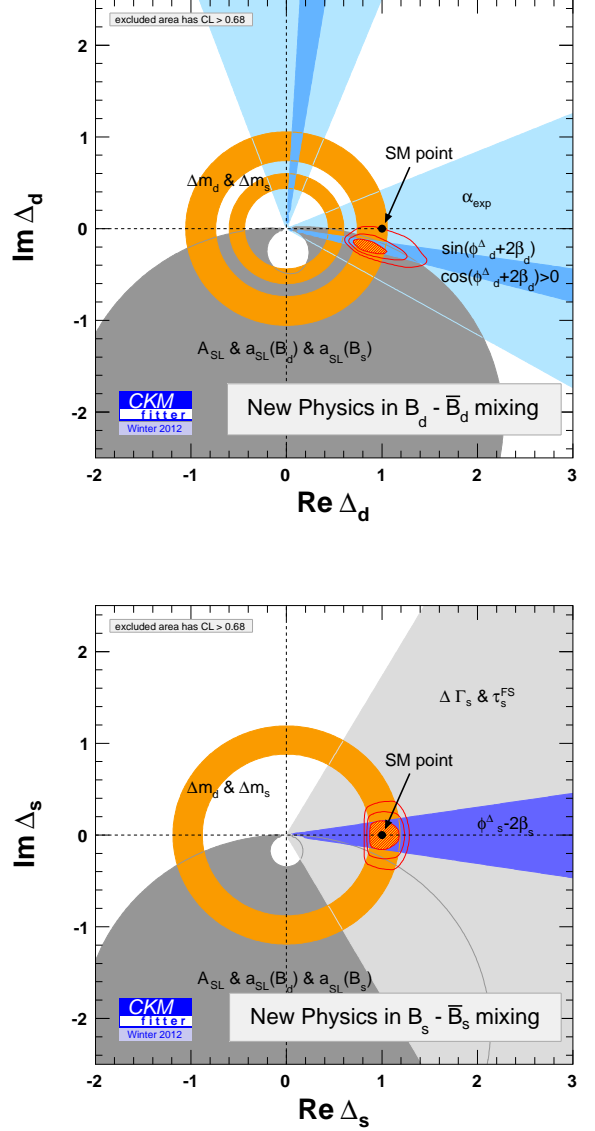 excluded area has CL > 0.68
2
1
0
-1
-2
Im Δd
Δmd & Δms
SM point
αexp
sin(φΔd+2βd)
cos(φΔd+2βd)>0
ASL & aSL(Bd) & aSL(Bs)
CKM
fitter
Winter 2012
New Physics in Bd - B̅d mixing
-2 -1 0 1 2 3
Re Δd
excluded area has CL > 0.68
2
1
0
-1
-2
Im Δs
Δ Γs & τsFS
SM point
Δmd & Δms
φΔs-2βs
ASL & aSL(Bd) & aSL(Bs)
CKM
fitter
Winter 2012
New Physics in Bs - B̅s mixing
-2 -1 0 1 2 3
Re Δs